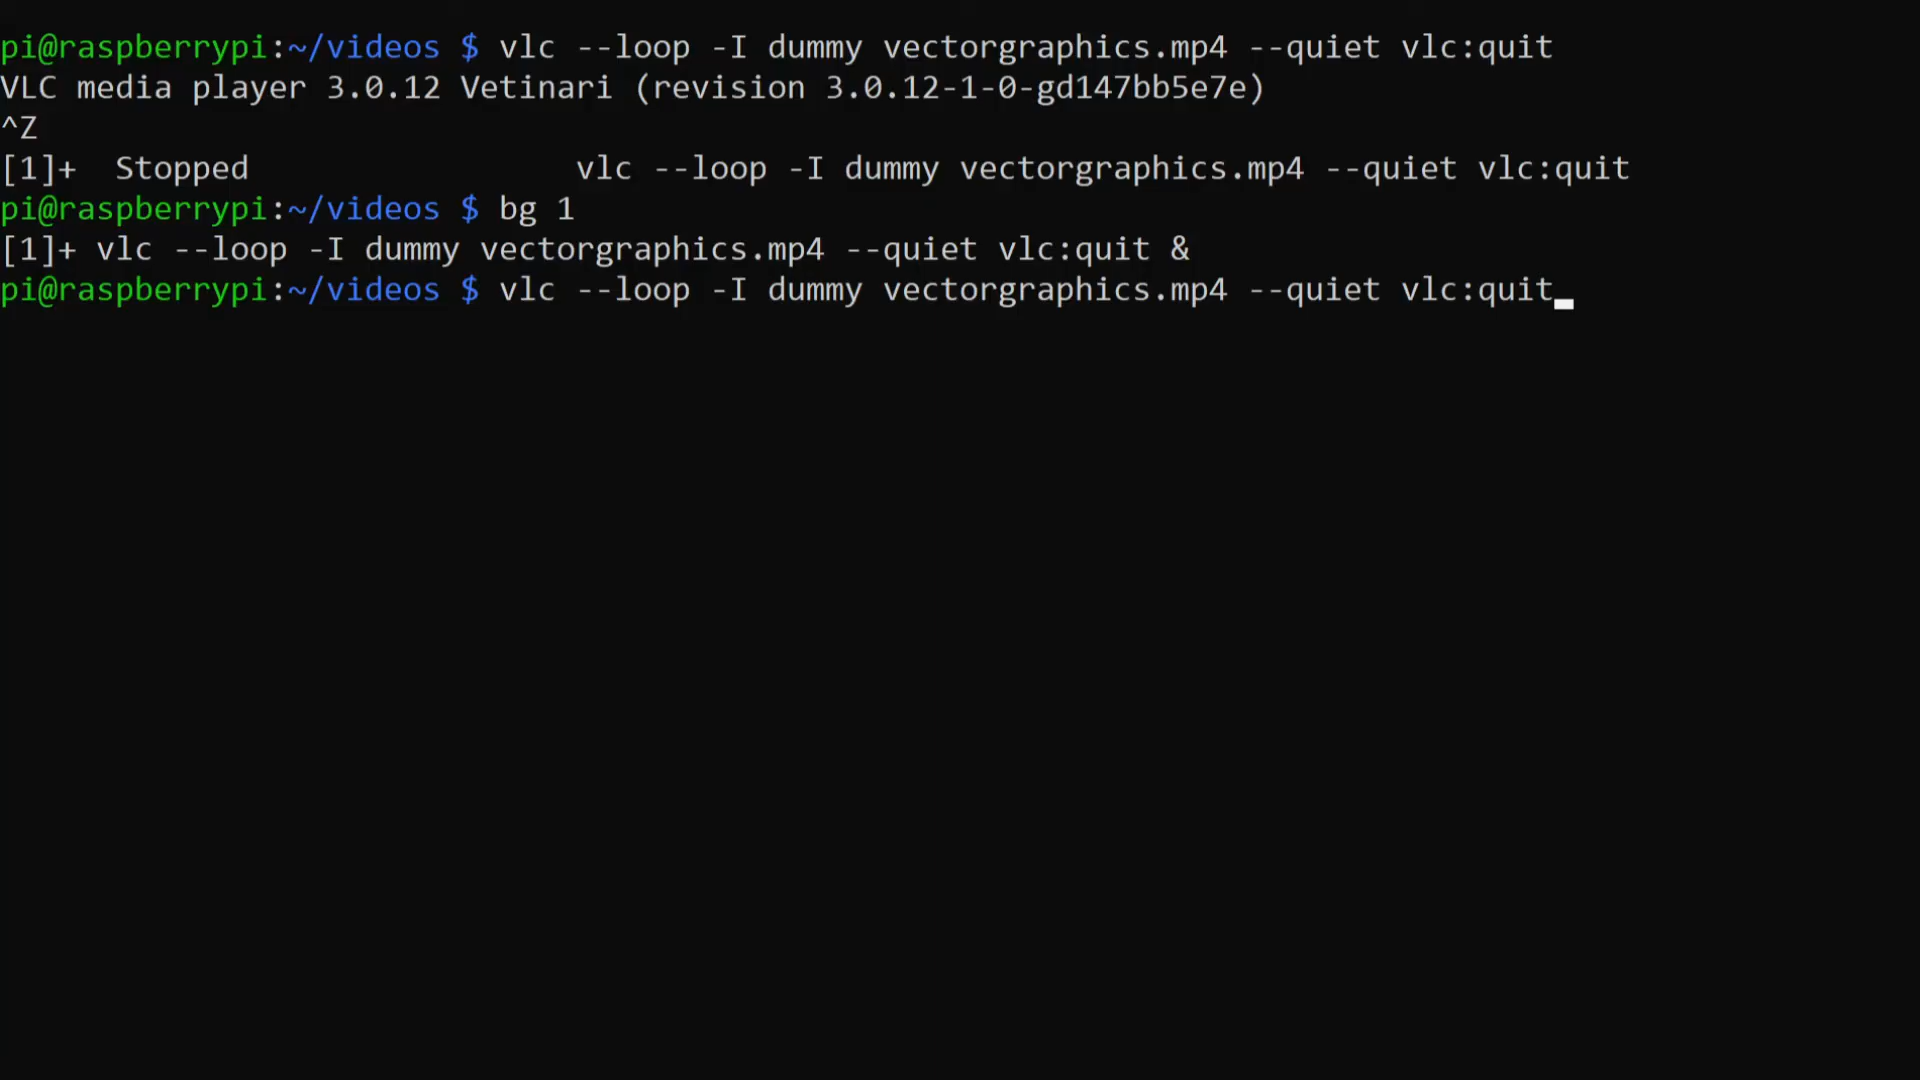 pi@raspberrypi:~/videos $ vlc --loop -I dummy vectorgraphics.mp4 --quiet vlc:quit
VLC media player 3.0.12 Vetinari (revision 3.0.12-1-0-gd147bb5e7e)
^Z
[1]+  Stopped                 vlc --loop -I dummy vectorgraphics.mp4 --quiet vlc:quit
pi@raspberrypi:~/videos $ bg 1
[1]+ vlc --loop -I dummy vectorgraphics.mp4 --quiet vlc:quit &
pi@raspberrypi:~/videos $ vlc --loop -I dummy vectorgraphics.mp4 --quiet vlc:quit